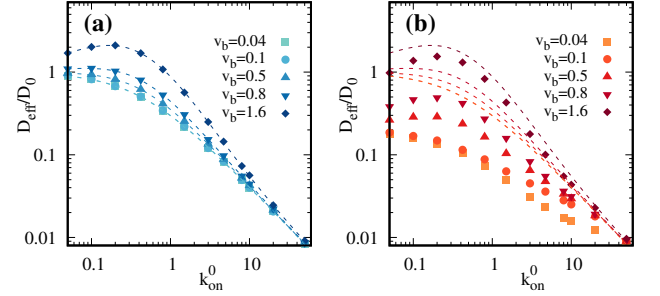 (a)
v_b=0.04
v_b=0.1
v_b=0.5
v_b=0.8
v_b=1.6
D_eff/D_0
1
0.1
0.01
0.1
1
10
k_on^0
(b)
v_b=0.04
v_b=0.1
v_b=0.5
v_b=0.8
v_b=1.6
D_eff/D_0
1
0.1
0.01
0.1
1
10
k_on^0